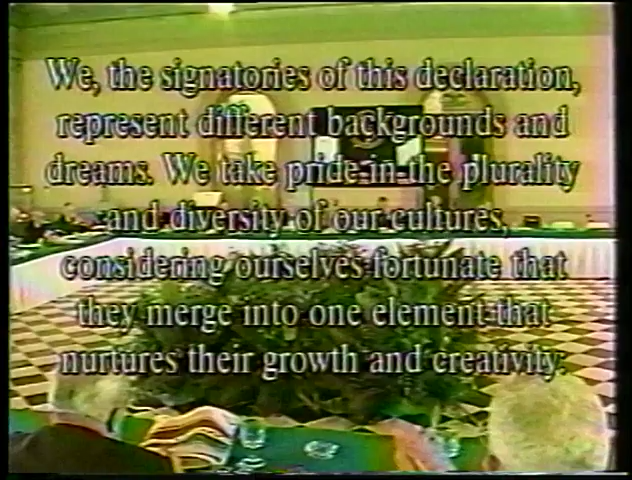 We, the signatories of this declaration,
represent different backgrounds and
dreams. We take pride in the plurality
and diversity of our cultures,
considering ourselves fortunate that
they merge into one element that
nurtures their growth and creativity.